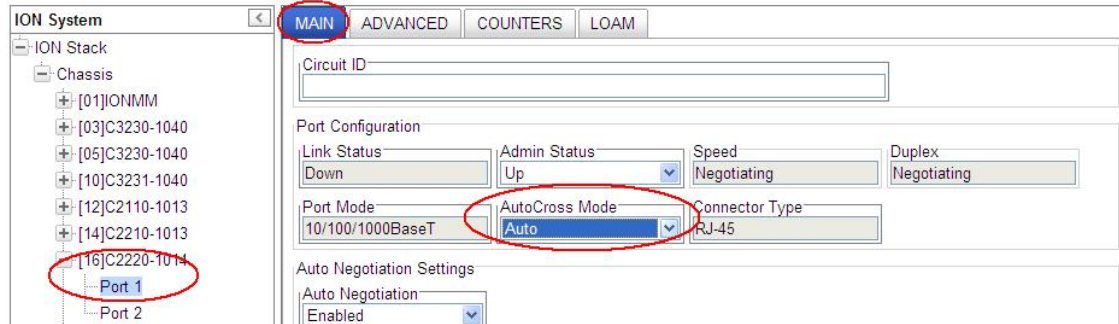 ION System
<
ION Stack
Chassis
[01]IONMM
[03]C3230-1040
[05]C3230-1040
[10]C3231-1040
[12]C2110-1013
[14]C2210-1013
[16]C2220-1014
Port 1
Port 2
MAIN ADVANCED COUNTERS LOAM
Circuit ID
Port Configuration
Link Status Admin Status Speed Duplex
Down Up Negotiating Negotiating
Port Mode AutoCross Mode Connector Type
10/100/1000BaseT Auto RJ-45
Auto Negotiation Settings
Auto Negotiation
Enabled